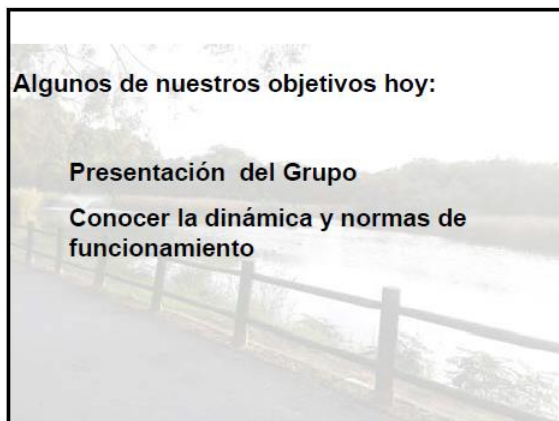 Algunos de nuestros objetivos hoy:
Presentación del Grupo
Conocer la dinámica y normas de
funcionamiento